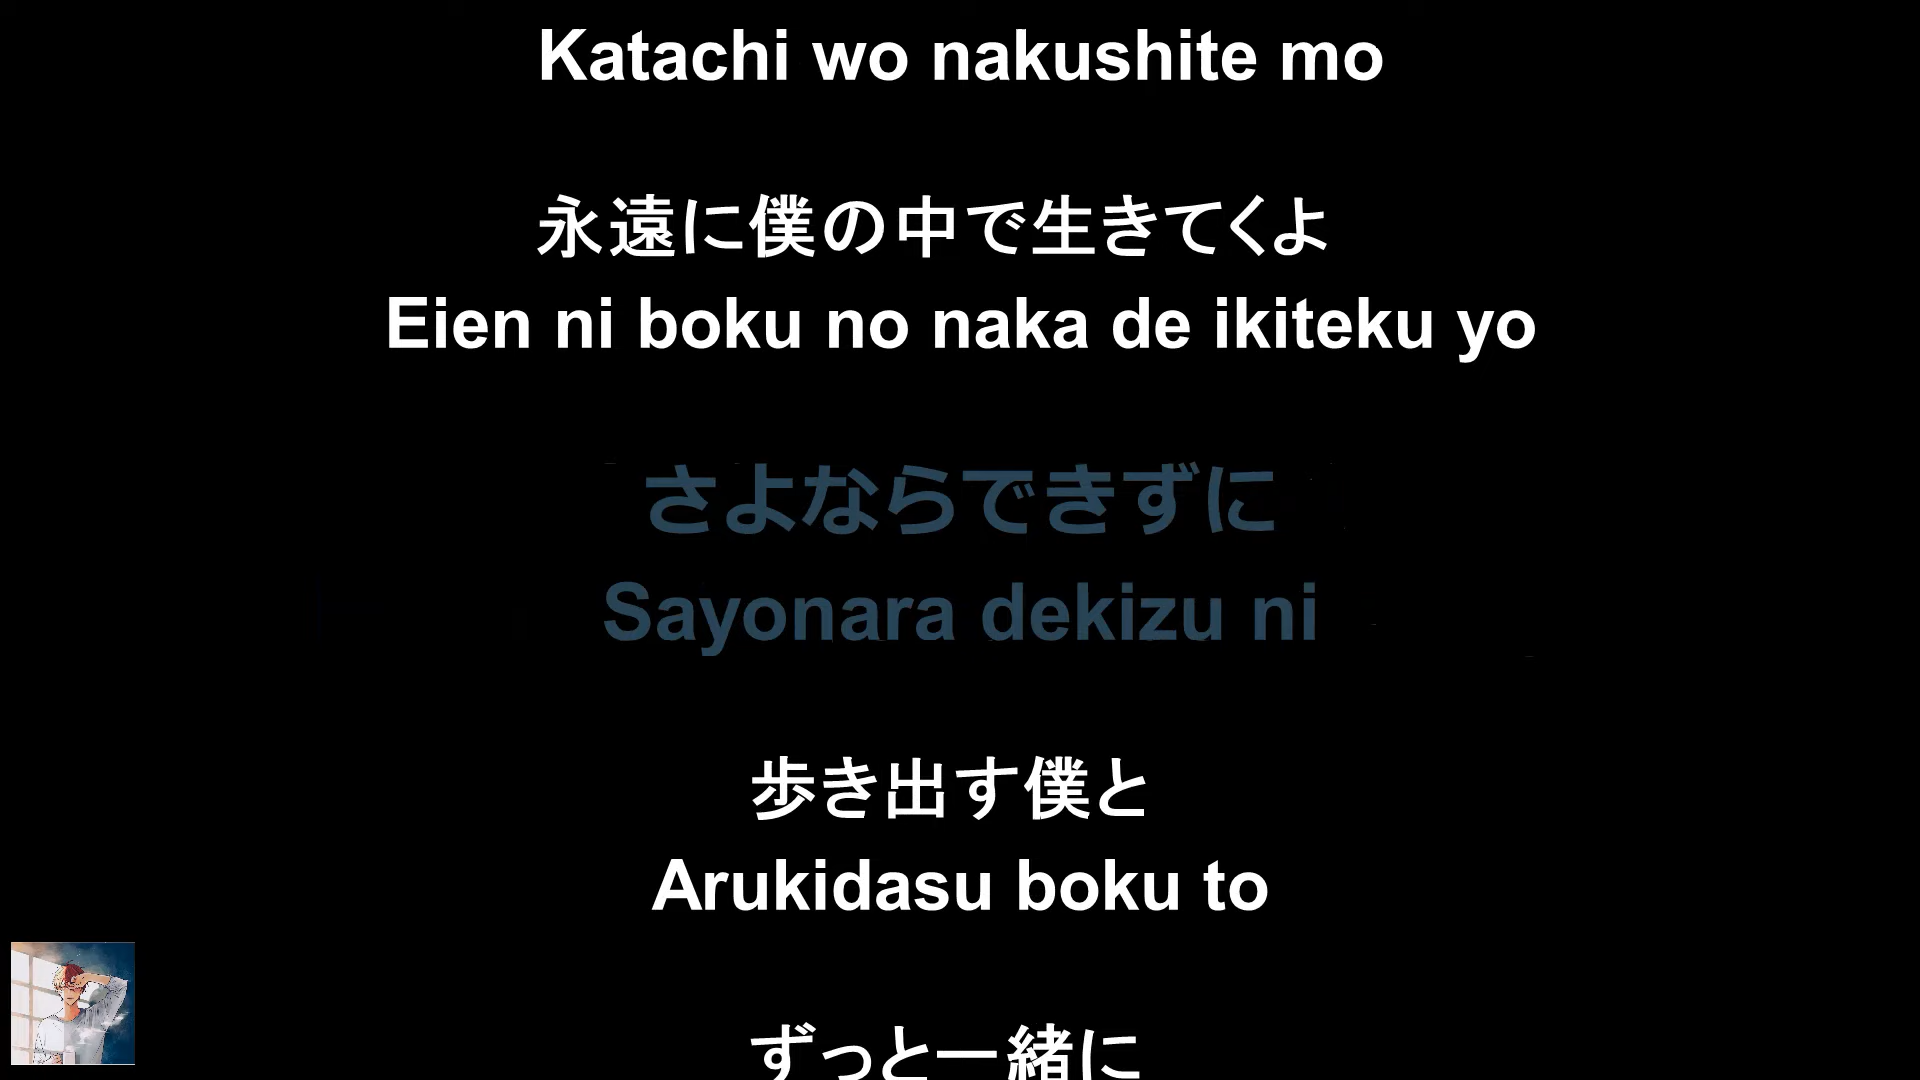 Katachi wo nakushite mo
永遠に僕の中で生きてくよ
Eien ni boku no naka de ikiteku yo
さよならできずに
Sayonara dekizu ni
歩き出す僕と
Arukidasu boku to
ずっと一緒に